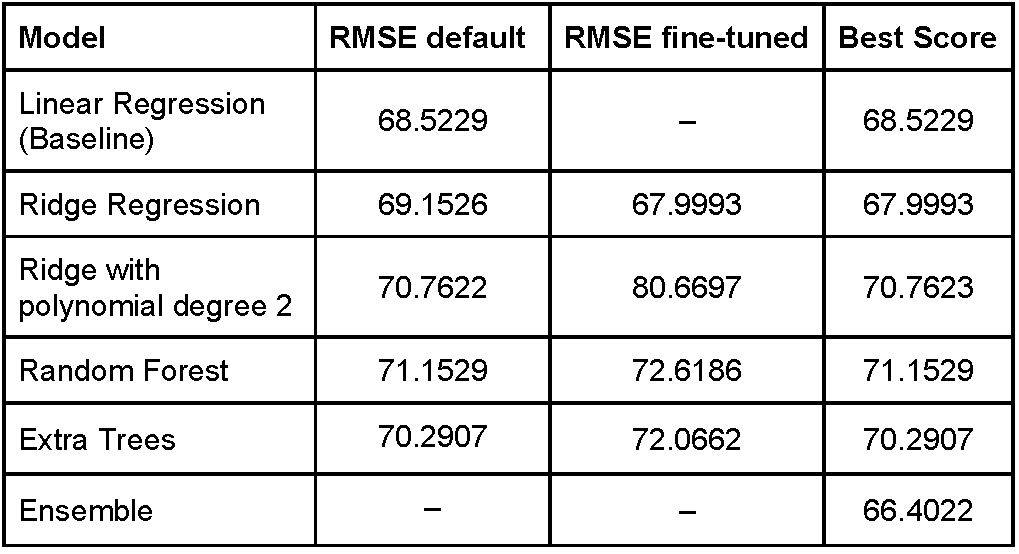 Model RMSE default RMSE fine-tuned Best Score
Linear Regression
(Baseline) 68.5229 – 68.5229
Ridge Regression 69.1526 67.9993 67.9993
Ridge with
polynomial degree 2 70.7622 80.6697 70.7623
Random Forest 71.1529 72.6186 71.1529
Extra Trees 70.2907 72.0662 70.2907
Ensemble – – 66.4022